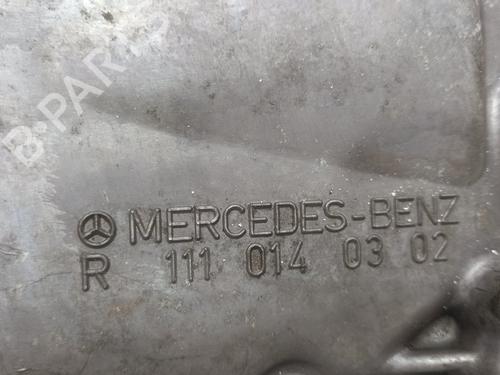 B-PARTS
MERCEDES-BENZ
R 111 014 03 02